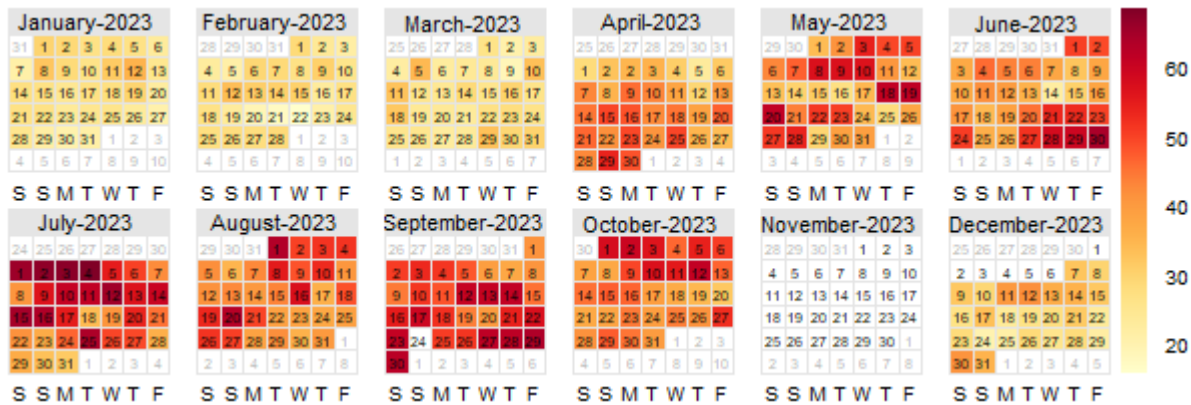 January-2023 February-2023 March-2023 April-2023 May-2023 June-2023
31 1 2 3 4 5 6 28 29 30 31 1 2 3 25 26 27 28 1 2 3 25 26 27 28 29 30 31 29 30 1 2 3 4 5 27 28 29 30 31 1 2
7 8 9 10 11 12 13 4 5 6 7 8 9 10 4 5 6 7 8 9 10 1 2 2 3 4 5 6 6 7 8 9 10 11 12 3 4 5 6 7 8 9
60
14 15 16 17 18 19 20 11 12 13 14 15 16 17 11 12 13 14 15 16 17 7 8 9 10 11 12 13 13 14 15 16 17 18 19 10 11 12 13 14 15 16
21 22 23 24 25 26 27 18 19 20 21 22 23 24 18 19 20 21 22 23 24 14 15 16 17 18 19 20 20 21 22 23 24 25 26 17 18 19 20 21 22 23
28 29 30 31 1 2 3 25 26 27 28 1 2 3 25 26 27 28 29 30 31 21 22 23 24 25 26 27 27 28 29 30 31 1 2 24 25 26 27 28 29 30
50
4 5 6 7 8 9 10 4 5 6 7 8 9 10 1 2 3 4 5 6 7 28 29 30 1 2 3 4 3 4 5 6 7 8 9 1 2 3 4 5 6 7
S S M T W T F S S M T W T F S S M T W T F S S M T W T F S S M T W T F S S M T W T F
40
July-2023 August-2023 September-2023 October-2023 November-2023 December-2023
24 25 26 27 28 29 30 29 30 31 1 2 3 4 26 27 28 29 30 31 1 30 1 2 3 4 5 6 28 29 30 31 1 2 3 25 26 27 28 29 30 1
1 2 3 4 5 6 7 5 6 7 8 9 10 11 2 3 4 5 6 7 8 7 8 9 10 11 12 13 4 5 6 7 8 9 10 2 3 4 5 6 7 8
30
8 9 10 11 12 13 14 12 13 14 15 16 17 18 9 10 11 12 13 14 15 14 15 16 17 18 19 20 11 12 13 14 15 16 17 9 10 11 12 13 14 15
15 16 17 18 19 20 21 19 20 21 22 23 24 25 16 17 18 19 20 21 22 21 22 23 24 25 26 27 18 19 20 21 22 23 24 16 17 18 19 20 21 22
22 23 24 25 26 27 28 26 27 28 29 30 31 1 23 24 25 26 27 28 29 28 29 30 31 1 2 3 25 26 27 28 29 30 1 23 24 25 26 27 28 29
20
29 30 31 1 2 3 4 2 3 4 5 6 7 8 30 1 2 3 4 5 6 4 5 6 7 8 9 10 2 3 4 5 6 7 8 30 31 1 2 3 4 5
S S M T W T F S S M T W T F S S M T W T F S S M T W T F S S M T W T F S S M T W T F